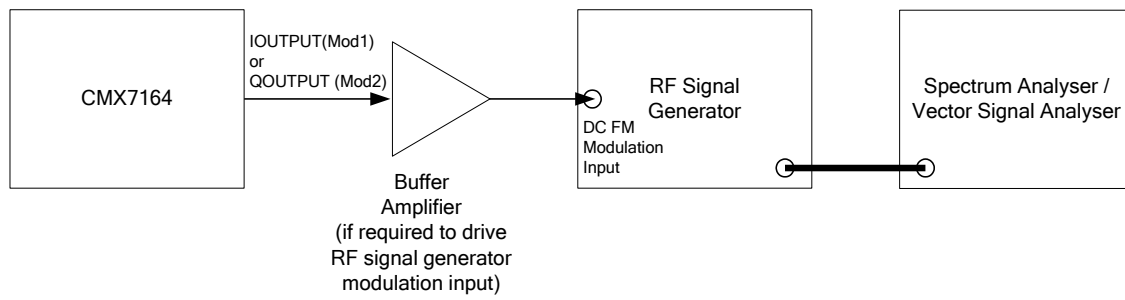 CMX7164
IOUTPUT(Mod1)
or
QOUTPUT (Mod2)
Buffer
Amplifier
(if required to drive
RF signal generator
modulation input)
RF Signal
Generator
DC FM
Modulation
Input
Spectrum Analyser /
Vector Signal Analyser